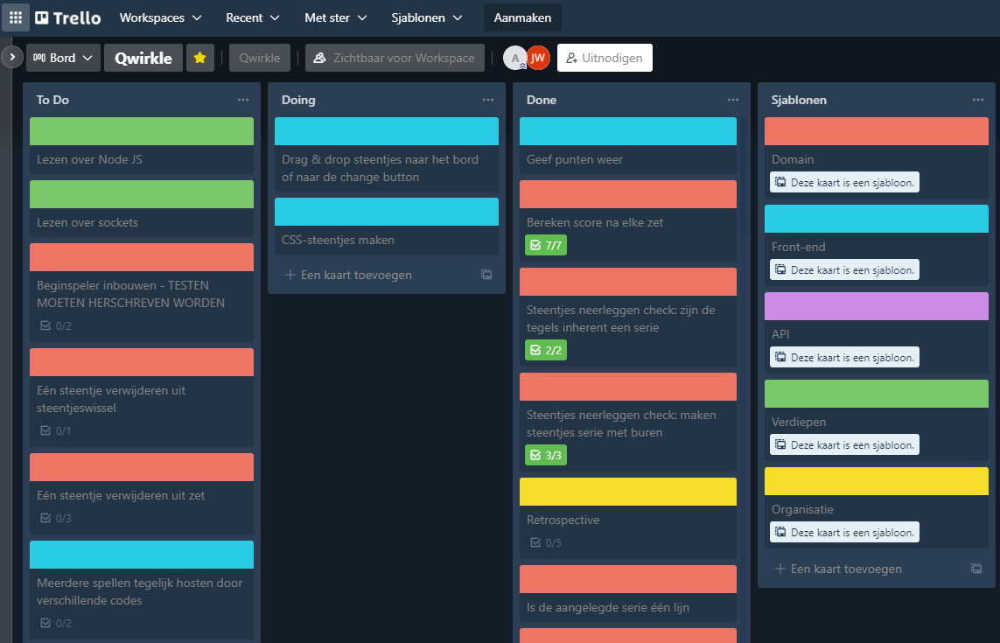 Trello Workspaces Recent Met ster Sjablonen Aanmaken
Bord Qwirkle Qwirkle Zichtbaar voor Workspace A JW Uitnodigen
To Do
Lezen over Node JS
Lezen over sockets
Beginspeler inbouwen - TESTEN
MOETEN HERSCHREVEN WORDEN
0/2
Eén steentje verwijderen uit
steentjeswissel
0/1
Eén steentje verwijderen uit zet
0/3
Meerdere spellen tegelijk hosten door
verschillende codes
0/2
Doing
Drag & drop steentjes naar het bord
of naar de change button
CSS-steentjes maken
Een kaart toevoegen
Done
Geef punten weer
Bereken score na elke zet
7/7
Steentjes neerleggen check: zijn de
tegels inherent een serie
2/2
Steentjes neerleggen check: maken
steentjes serie met buren
3/3
Retrospective
0/5
Is de aangelegde serie één lijn
Sjablonen
Domain
Deze kaart is een sjabloon.
Front-end
Deze kaart is een sjabloon.
API
Deze kaart is een sjabloon.
Verdiepen
Deze kaart is een sjabloon.
Organisatie
Deze kaart is een sjabloon.
Een kaart toevoegen